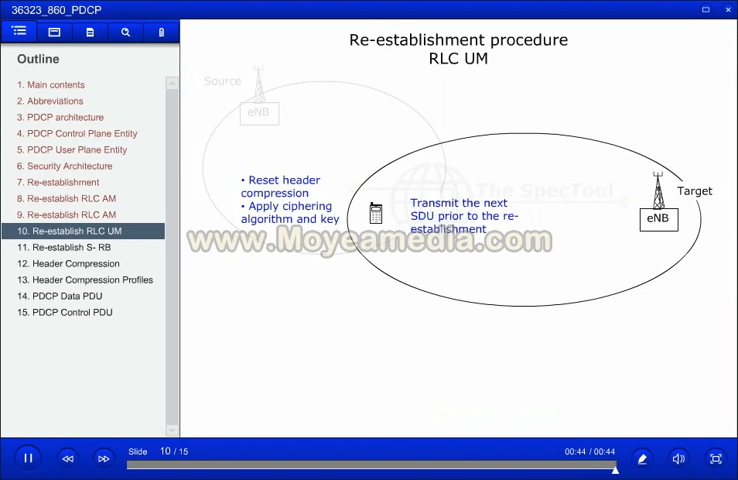 36323_860_PDCP
Outline
1. Main contents
2. Abbreviations
3. PDCP architecture
4. PDCP Control Plane Entity
5. PDCP User Plane Entity
6. Security Architecture
7. Re-establishment
8. Re-establish RLC AM
9. Re-establish RLC AM
10. Re-establish RLC UM
11. Re-establish S- RB
12. Header Compression
13. Header Compression Profiles
14. PDCP Data PDU
15. PDCP Control PDU
Re-establishment procedure
RLC UM
Source
eNB
• Reset header
compression
• Apply ciphering
algorithm and key
Transmit the next
SDU prior to the re-
establishment
The SpecTool
Target
eNB
www.Moyeamedia.com
Slide 10 / 15
00:44 / 00:44